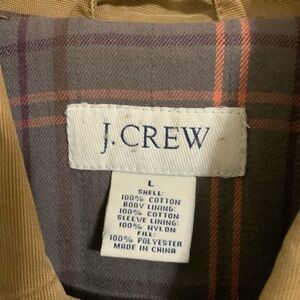 J.CREW
L
SHELL:
100% COTTON
BODY LINING:
100% COTTON
SLEEVE LINING:
100% NYLON
FILL:
100% POLYESTER
MADE IN CHINA